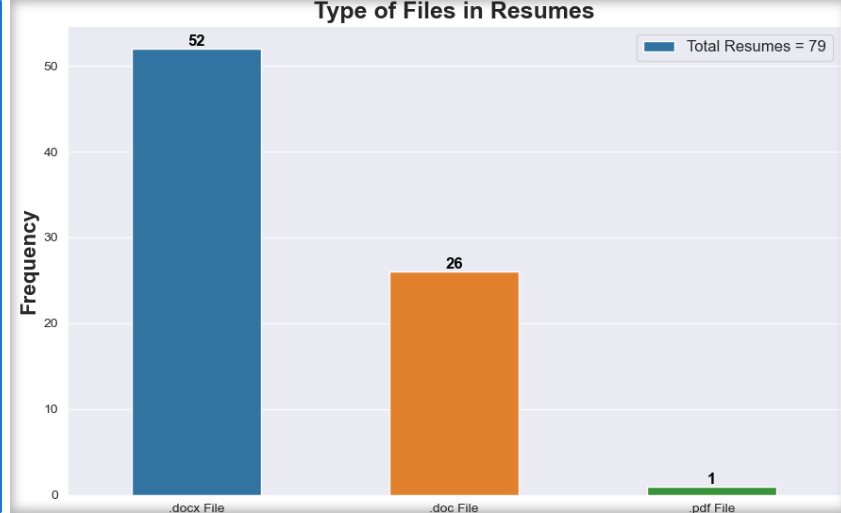 Type of Files in Resumes
52
Total Resumes = 79
50
40
30
26
20
10
1
0
Frequency
.docx File
.doc File
.pdf File